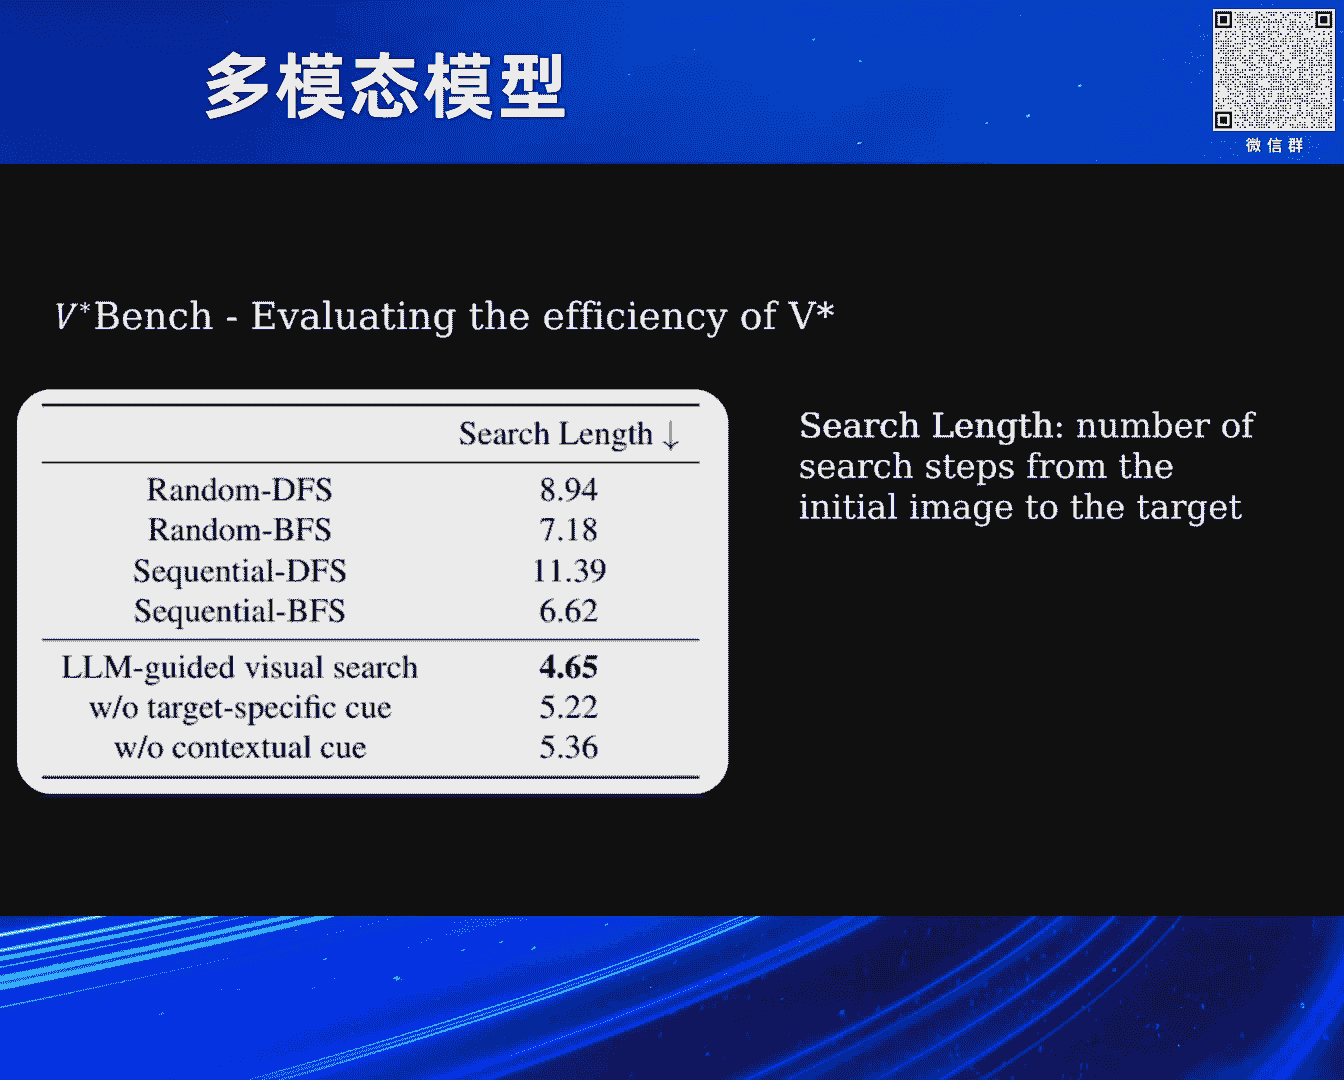 多模态模型
微信群
V*Bench - Evaluating the efficiency of V*
Search Length ↓
Random-DFS 8.94
Random-BFS 7.18
Sequential-DFS 11.39
Sequential-BFS 6.62
LLM-guided visual search 4.65
w/o target-specific cue 5.22
w/o contextual cue 5.36
Search Length: number of
search steps from the
initial image to the target